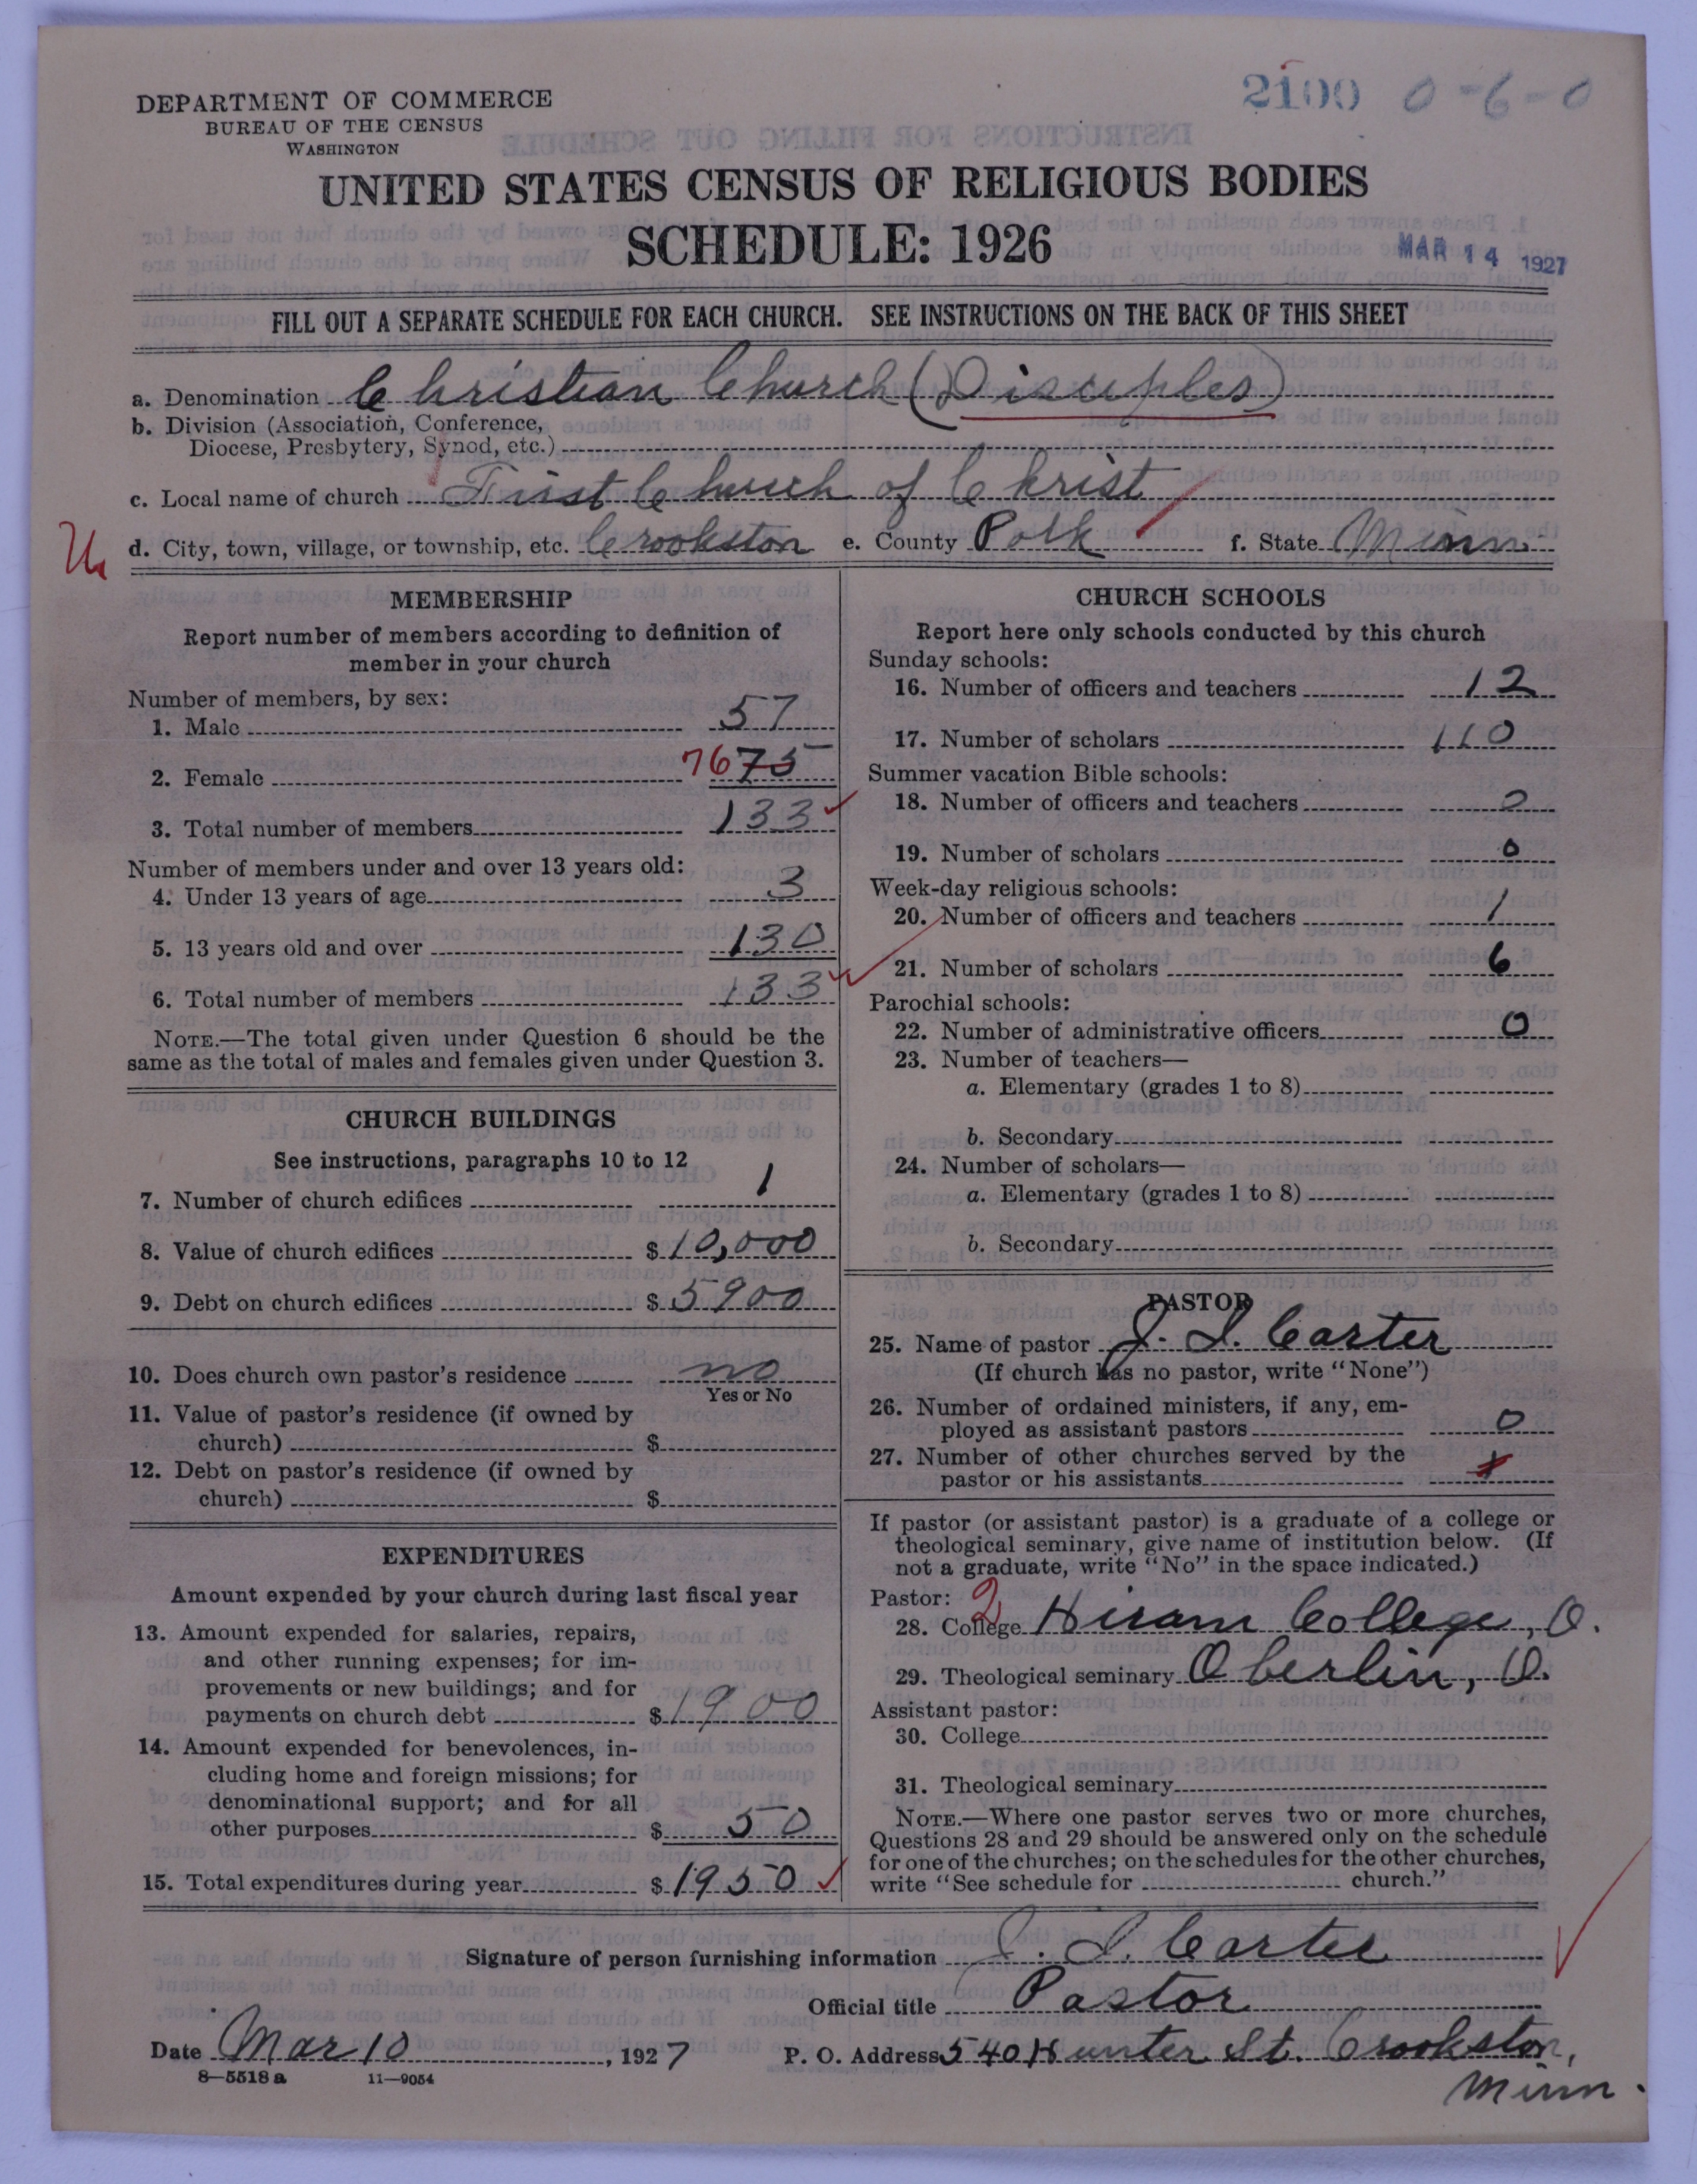 DEPARTMENT OF COMMERCE
BUREAU OF THE CENSUS
WASHINGTON
2100 0-6-0
UNITED STATES CENSUS OF RELIGIOUS BODIES
SCHEDULE: 1926
MAR 14 1927
FILL OUT A SEPARATE SCHEDULE FOR EACH CHURCH. SEE INSTRUCTIONS ON THE BACK OF THIS SHEET
a. Denomination Christian Church (Disciples)
b. Division (Association, Conference,
Diocese, Presbytery, Synod, etc.)
c. Local name of church First Church of Christ
d. City, town, village, or township, etc. Crookston e. County Polk f. State Minn.
MEMBERSHIP
Report number of members according to definition of
member in your church
Number of members, by sex:
1. Male 57
2. Female 76 75
3. Total number of members 133
Number of members under and over 13 years old:
4. Under 13 years of age 3
5. 13 years old and over 130
6. Total number of members 133
NOTE.—The total given under Question 6 should be the
same as the total of males and females given under Question 3.
CHURCH BUILDINGS
See instructions, paragraphs 10 to 12
7. Number of church edifices 1
8. Value of church edifices $10,000
9. Debt on church edifices $5900
10. Does church own pastor's residence no
Yes or No
11. Value of pastor's residence (if owned by
church) $
12. Debt on pastor's residence (if owned by
church) $
EXPENDITURES
Amount expended by your church during last fiscal year
13. Amount expended for salaries, repairs,
and other running expenses; for im-
provements or new buildings; and for
payments on church debt $1900
14. Amount expended for benevolences, in-
cluding home and foreign missions; for
denominational support; and for all
other purposes $ 50
15. Total expenditures during year $1950
CHURCH SCHOOLS
Report here only schools conducted by this church
Sunday schools:
16. Number of officers and teachers 12
17. Number of scholars 110
Summer vacation Bible schools:
18. Number of officers and teachers 0
19. Number of scholars 0
Week-day religious schools:
20. Number of officers and teachers 1
21. Number of scholars 6
Parochial schools:
22. Number of administrative officers 0
23. Number of teachers—
a. Elementary (grades 1 to 8)
b. Secondary
24. Number of scholars—
a. Elementary (grades 1 to 8)
b. Secondary
PASTOR
25. Name of pastor J. I. Carter
(If church has no pastor, write "None")
26. Number of ordained ministers, if any, em-
ployed as assistant pastors 0
27. Number of other churches served by the
pastor or his assistants
If pastor (or assistant pastor) is a graduate of a college or
theological seminary, give name of institution below. (If
not a graduate, write "No" in the space indicated.)
Pastor: 2
28. College Hiram College, O.
29. Theological seminary Oberlin, O.
Assistant pastor:
30. College
31. Theological seminary
NOTE.—Where one pastor serves two or more churches,
Questions 28 and 29 should be answered only on the schedule
for one of the churches; on the schedules for the other churches,
write "See schedule for church."
Signature of person furnishing information J. I. Carter
Official title Pastor
Date Mar 10, 1927 P. O. Address 540 Hunter St. Crookston,
Minn.
8—5518 a 11—9054